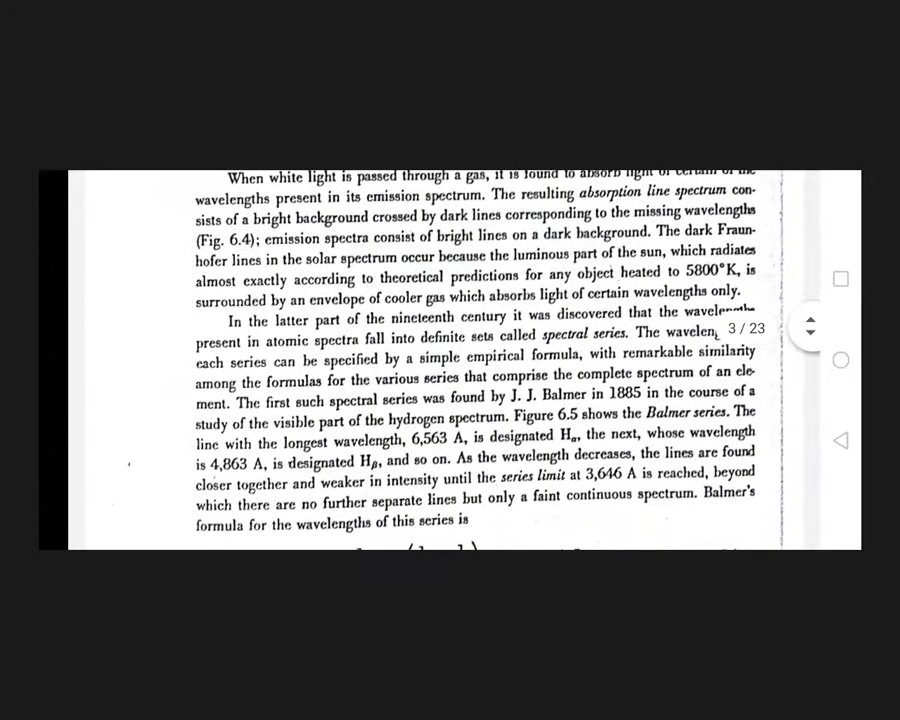 When white light is passed through a gas, it is found to absorb light of certain of the
wavelengths present in its emission spectrum. The resulting absorption line spectrum con-
sists of a bright background crossed by dark lines corresponding to the missing wavelengths
(Fig. 6.4); emission spectra consist of bright lines on a dark background. The dark Fraun-
hofer lines in the solar spectrum occur because the luminous part of the sun, which radiates
almost exactly according to theoretical predictions for any object heated to 5800°K, is
surrounded by an envelope of cooler gas which absorbs light of certain wavelengths only.
In the latter part of the nineteenth century it was discovered that the wavelengths
present in atomic spectra fall into definite sets called spectral series. The
3 / 23
each series can be specified by a simple empirical formula, with remarkable similarity
among the formulas for the various series that comprise the complete spectrum of an ele-
ment. The first such spectral series was found by J. J. Balmer in 1885 in the course of a
study of the visible part of the hydrogen spectrum. Figure 6.5 shows the Balmer series. The
line with the longest wavelength, 6,563 A, is designated Hα, the next, whose wavelength
is 4,863 A, is designated Hβ, and so on. As the wavelength decreases, the lines are found
closer together and weaker in intensity until the series limit at 3,646 A is reached, beyond
which there are no further separate lines but only a faint continuous spectrum. Balmer's
formula for the wavelengths of this series is